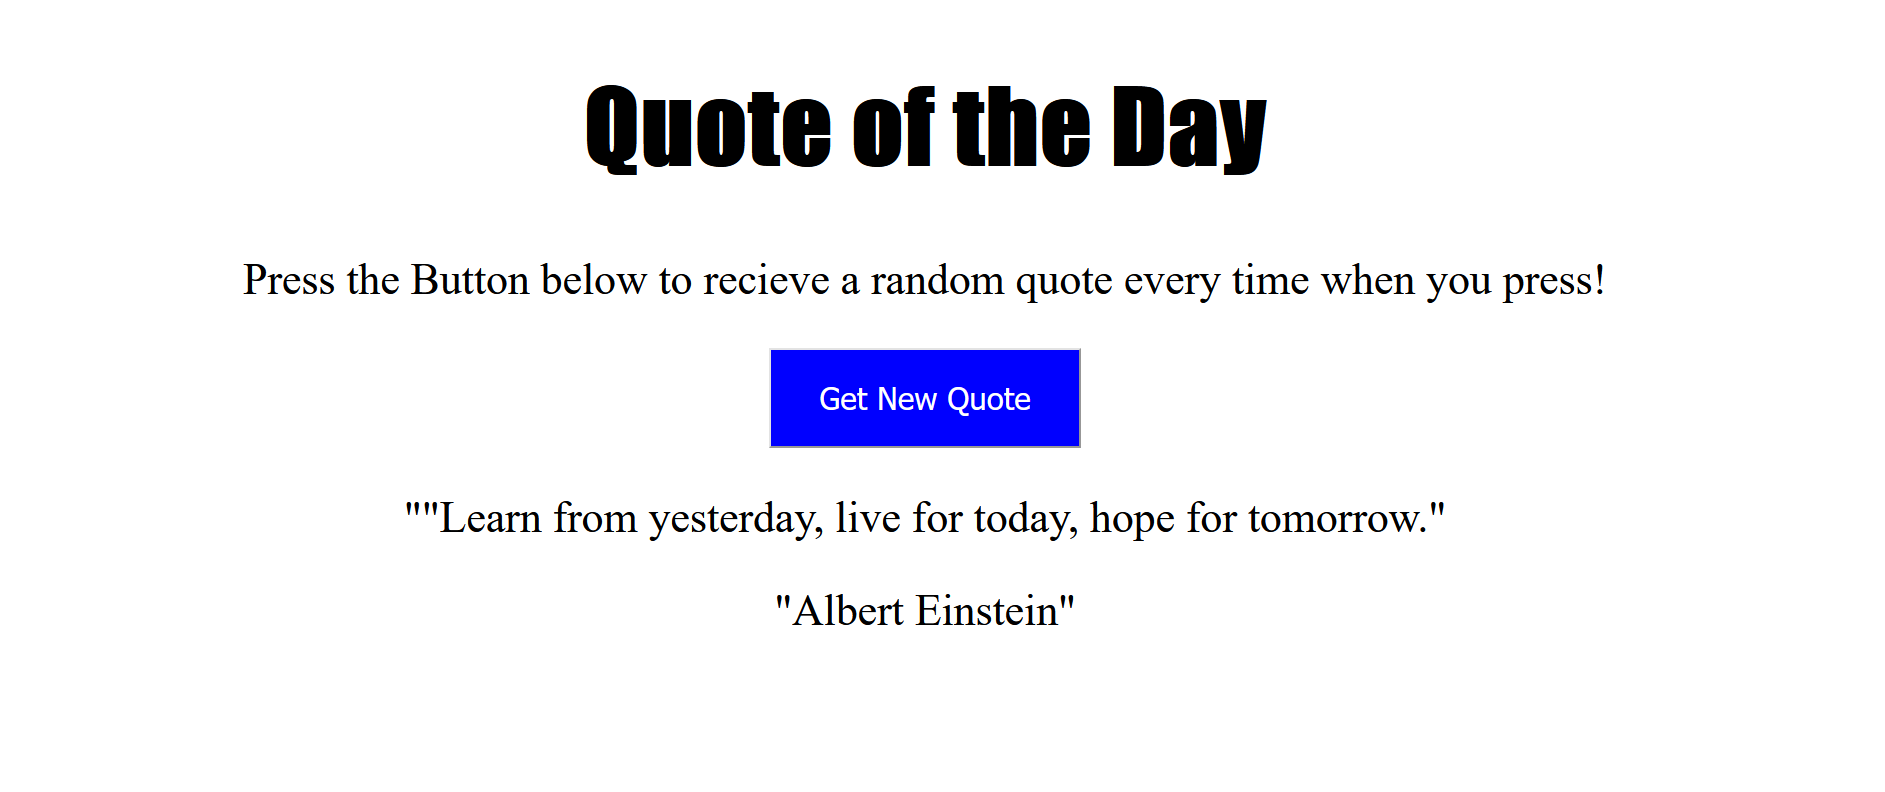 Quote of the Day
Press the Button below to recieve a random quote every time when you press!
Get New Quote
""Learn from yesterday, live for today, hope for tomorrow."
"Albert Einstein"